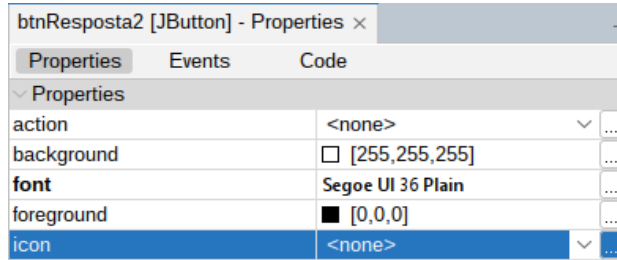 btnResposta2 [JButton] - Properties ×
Properties Events Code
Properties
action <none> ...
background [255,255,255] ...
font Segoe UI 36 Plain ...
foreground [0,0,0] ...
icon <none> ...